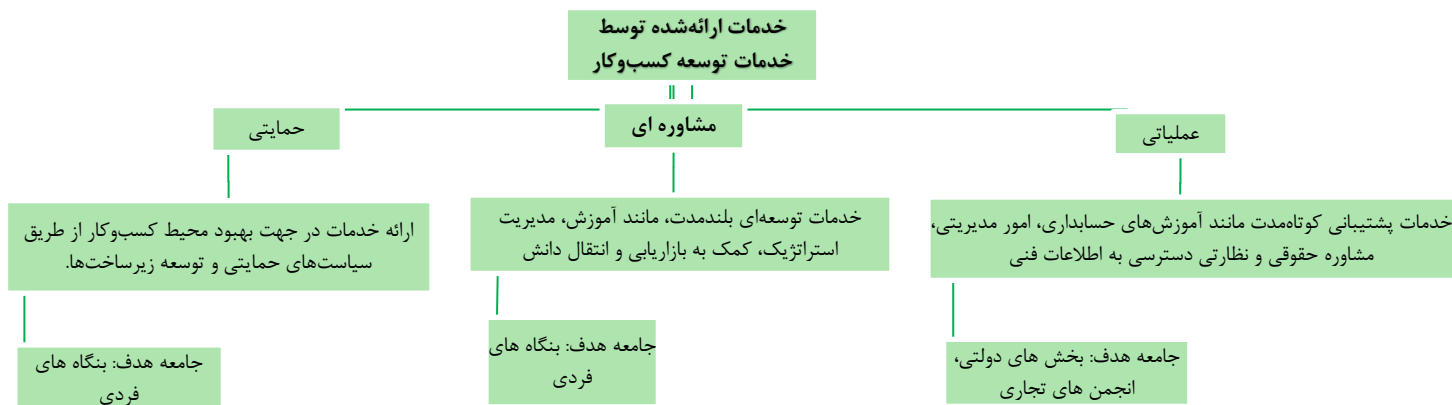 خدمات ارائه‌شده توسط
خدمات توسعه کسب‌وکار
عملیاتی
مشاوره ای
حمایتی
خدمات پشتیبانی کوتاه‌مدت مانند آموزش‌های حسابداری، امور مدیریتی،
مشاوره حقوقی و نظارتی دسترسی به اطلاعات فنی
خدمات توسعه‌ای بلندمدت، مانند آموزش، مدیریت
استراتژیک، کمک به بازاریابی و انتقال دانش
ارائه خدمات در جهت بهبود محیط کسب‌وکار از طریق
سیاست‌های حمایتی و توسعه زیرساخت‌ها.
جامعه هدف: بخش های دولتی،
انجمن های تجاری
جامعه هدف: بنگاه های
فردی
جامعه هدف: بنگاه های
فردی